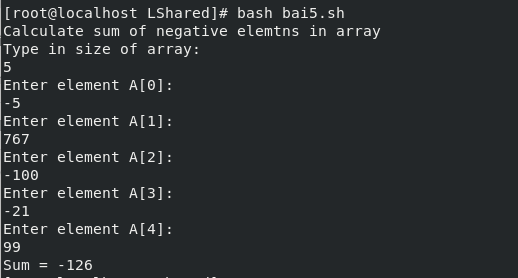 [root@localhost LShared]# bash bai5.sh
Calculate sum of negative elemtns in array
Type in size of array:
5
Enter element A[0]:
-5
Enter element A[1]:
767
Enter element A[2]:
-100
Enter element A[3]:
-21
Enter element A[4]:
99
Sum = -126